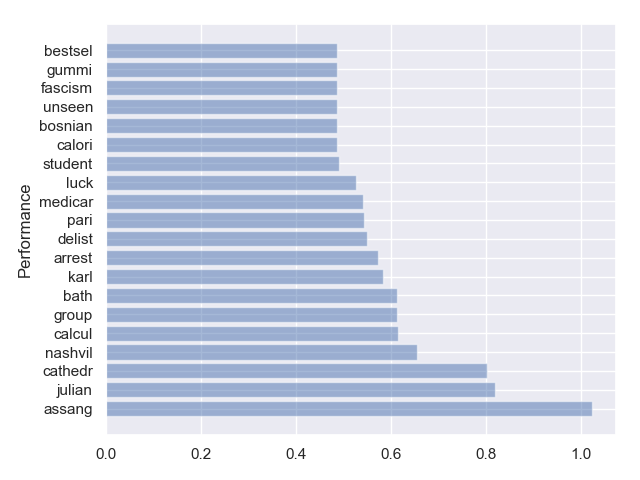 bestsel
gummi
fascism
unseen
bosnian
calori
student
luck
medicar
pari
delist
arrest
karl
bath
group
calcul
nashvil
cathedr
julian
assang
Performance
0.0 0.2 0.4 0.6 0.8 1.0